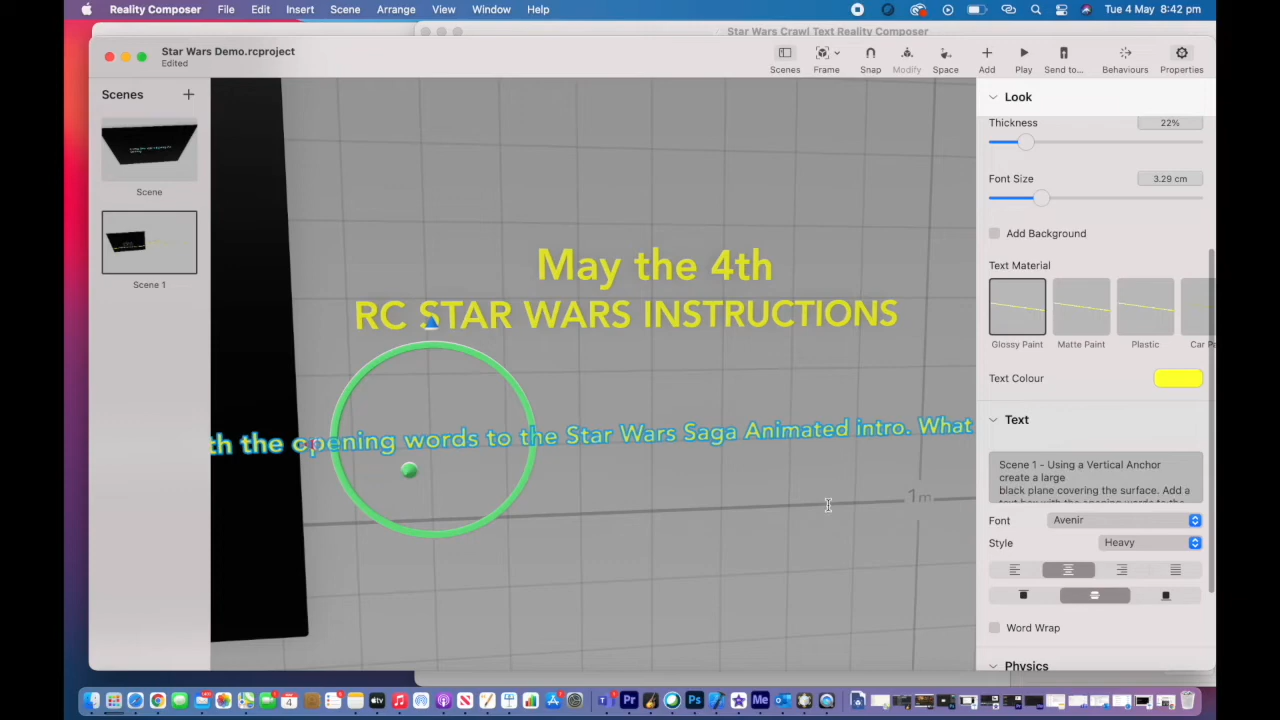 Reality Composer File Edit Insert Scene Arrange View Window Help Tue 4 May 8:42 pm
Star Wars Crawl Text Reality Composer
Star Wars Demo.rcproject
Edited
Scenes Frame Snap Modify Space Add Play Send to... Behaviours Properties
Scenes
Scene
Scene 1
May the 4th
RC STAR WARS INSTRUCTIONS
th the opening words to the Star Wars Saga Animated intro. What
1m
Look
Thickness 22%
Font Size 3.29 cm
Add Background
Text Material
Glossy Paint Matte Paint Plastic Car P
Text Colour
Text
Scene 1 - Using a Vertical Anchor
create a large
black plane covering the surface. Add a
Font Avenir
Style Heavy
Word Wrap
Physics